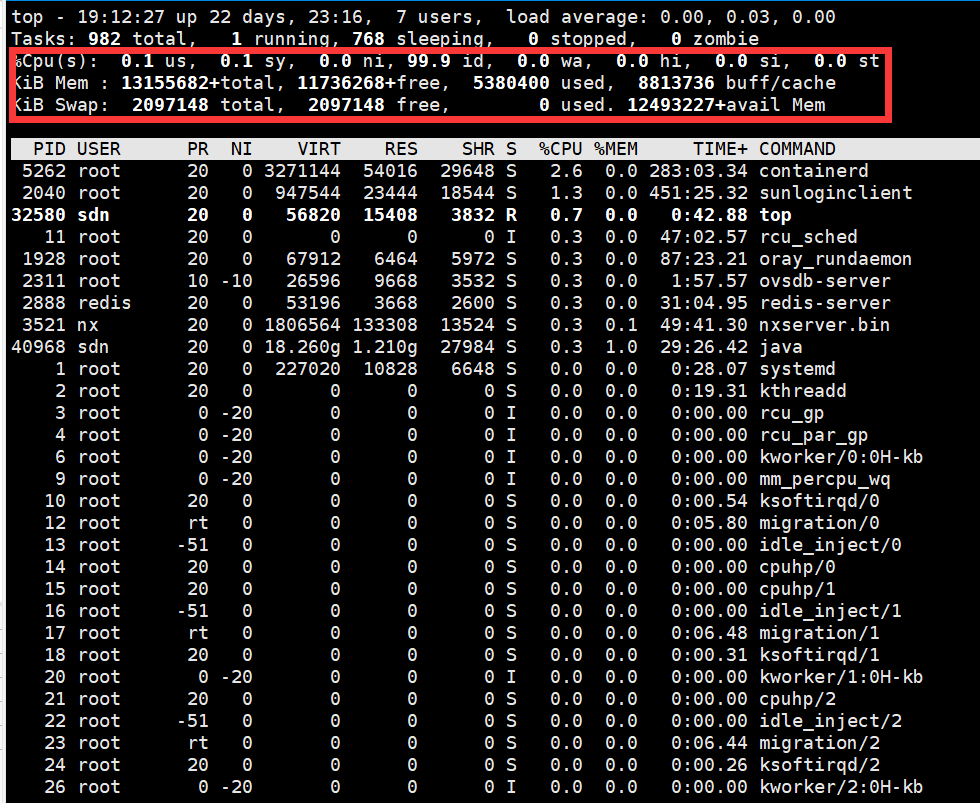 top - 19:12:27 up 22 days, 23:16,  7 users,  load average: 0.00, 0.03, 0.00
Tasks: 982 total,   1 running, 768 sleeping,   0 stopped,   0 zombie
%Cpu(s):  0.1 us,  0.1 sy,  0.0 ni, 99.9 id,  0.0 wa,  0.0 hi,  0.0 si,  0.0 st
KiB Mem : 13155682+total, 11736268+free,  5380400 used,  8813736 buff/cache
KiB Swap:  2097148 total,  2097148 free,        0 used. 12493227+avail Mem
  PID USER      PR  NI    VIRT    RES    SHR S  %CPU %MEM     TIME+ COMMAND
 5262 root      20   0 3271144  54016  29648 S   2.6  0.0 283:03.34 containerd
 2040 root      20   0  947544  23444  18544 S   1.3  0.0 451:25.32 sunloginclient
32580 sdn       20   0   56820  15408   3832 R   0.7  0.0   0:42.88 top
   11 root      20   0       0      0      0 I   0.3  0.0  47:02.57 rcu_sched
 1928 root      20   0   67912   6464   5972 S   0.3  0.0  87:23.21 oray_rundaemon
 2311 root      10 -10   26596   9668   3532 S   0.3  0.0   1:57.57 ovsdb-server
 2888 redis     20   0   53196   3668   2600 S   0.3  0.0  31:04.95 redis-server
 3521 nx        20   0 1806564 133308  13524 S   0.3  0.1  49:41.30 nxserver.bin
40968 sdn       20   0 18.260g 1.210g  27984 S   0.3  1.0  29:26.42 java
    1 root      20   0  227020  10828   6648 S   0.0  0.0   0:28.07 systemd
    2 root      20   0       0      0      0 S   0.0  0.0   0:19.31 kthreadd
    3 root       0 -20       0      0      0 I   0.0  0.0   0:00.00 rcu_gp
    4 root       0 -20       0      0      0 I   0.0  0.0   0:00.00 rcu_par_gp
    6 root       0 -20       0      0      0 I   0.0  0.0   0:00.00 kworker/0:0H-kb
    9 root       0 -20       0      0      0 I   0.0  0.0   0:00.00 mm_percpu_wq
   10 root      20   0       0      0      0 S   0.0  0.0   0:00.54 ksoftirqd/0
   12 root      rt   0       0      0      0 S   0.0  0.0   0:05.80 migration/0
   13 root     -51   0       0      0      0 S   0.0  0.0   0:00.00 idle_inject/0
   14 root      20   0       0      0      0 S   0.0  0.0   0:00.00 cpuhp/0
   15 root      20   0       0      0      0 S   0.0  0.0   0:00.00 cpuhp/1
   16 root     -51   0       0      0      0 S   0.0  0.0   0:00.00 idle_inject/1
   17 root      rt   0       0      0      0 S   0.0  0.0   0:06.48 migration/1
   18 root      20   0       0      0      0 S   0.0  0.0   0:00.31 ksoftirqd/1
   20 root       0 -20       0      0      0 I   0.0  0.0   0:00.00 kworker/1:0H-kb
   21 root      20   0       0      0      0 S   0.0  0.0   0:00.00 cpuhp/2
   22 root     -51   0       0      0      0 S   0.0  0.0   0:00.00 idle_inject/2
   23 root      rt   0       0      0      0 S   0.0  0.0   0:06.44 migration/2
   24 root      20   0       0      0      0 S   0.0  0.0   0:00.26 ksoftirqd/2
   26 root       0 -20       0      0      0 I   0.0  0.0   0:00.00 kworker/2:0H-kb